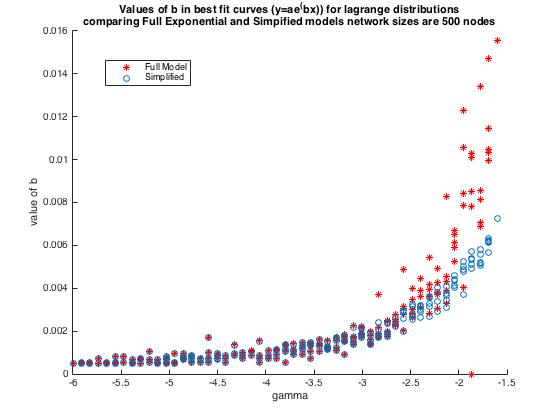 Values of b in best fit curves (y=ae^(bx)) for lagrange distributions
comparing Full Exponential and Simpified models network sizes are 500 nodes
0.016
Full Model
Simplified
0.014
0.012
0.01
value of b
0.008
0.006
0.004
0.002
0
-6 -5.5 -5 -4.5 -4 -3.5 -3 -2.5 -2 -1.5
gamma